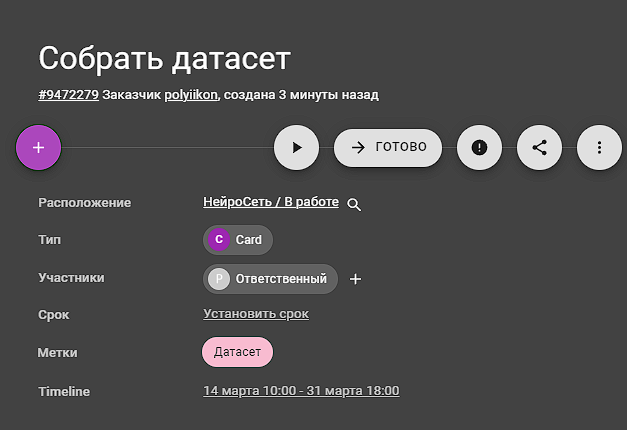 Собрать датасет
#9472279 Заказчик polyiikon, создана 3 минуты назад
+ ГОТОВО
Расположение НейроСеть / В работе
Тип C Card
Участники P Ответственный +
Срок Установить срок
Метки Датасет
Timeline 14 марта 10:00 - 31 марта 18:00